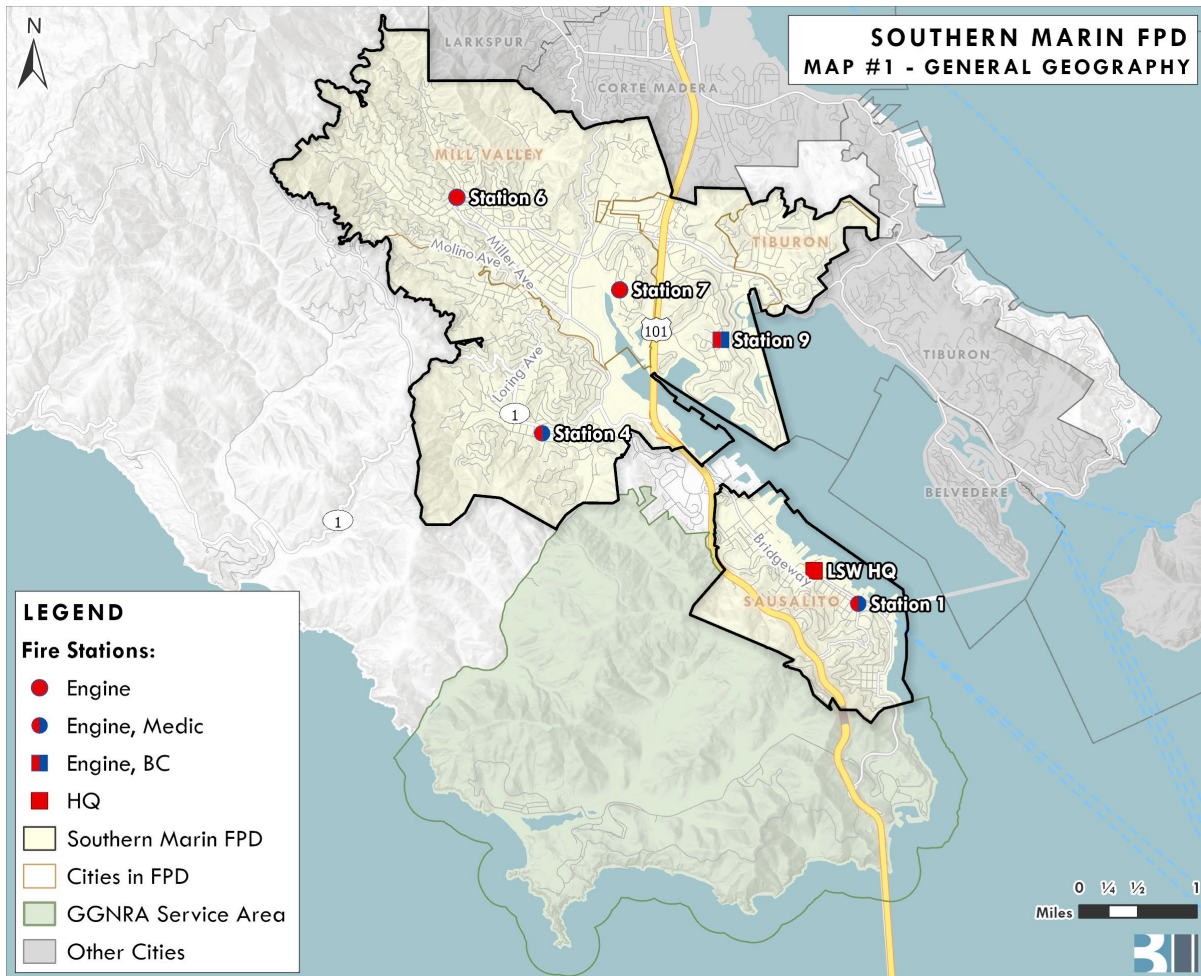 N
SOUTHERN MARIN FPD
MAP #1 - GENERAL GEOGRAPHY
LARKSPUR
CORTE MADERA
MILL VALLEY
Station 6
TIBURON
Molino Ave
Miller Ave
Station 7
101
Station 9
TIBURON
Loring Ave
1
Station 4
BELVEDERE
1
Bridgeway
LSW HQ
SAUSALITO
Station 1
LEGEND
Fire Stations:
Engine
Engine, Medic
Engine, BC
HQ
Southern Marin FPD
Cities in FPD
GGNRA Service Area
Other Cities
0 ¼ ½ 1
Miles